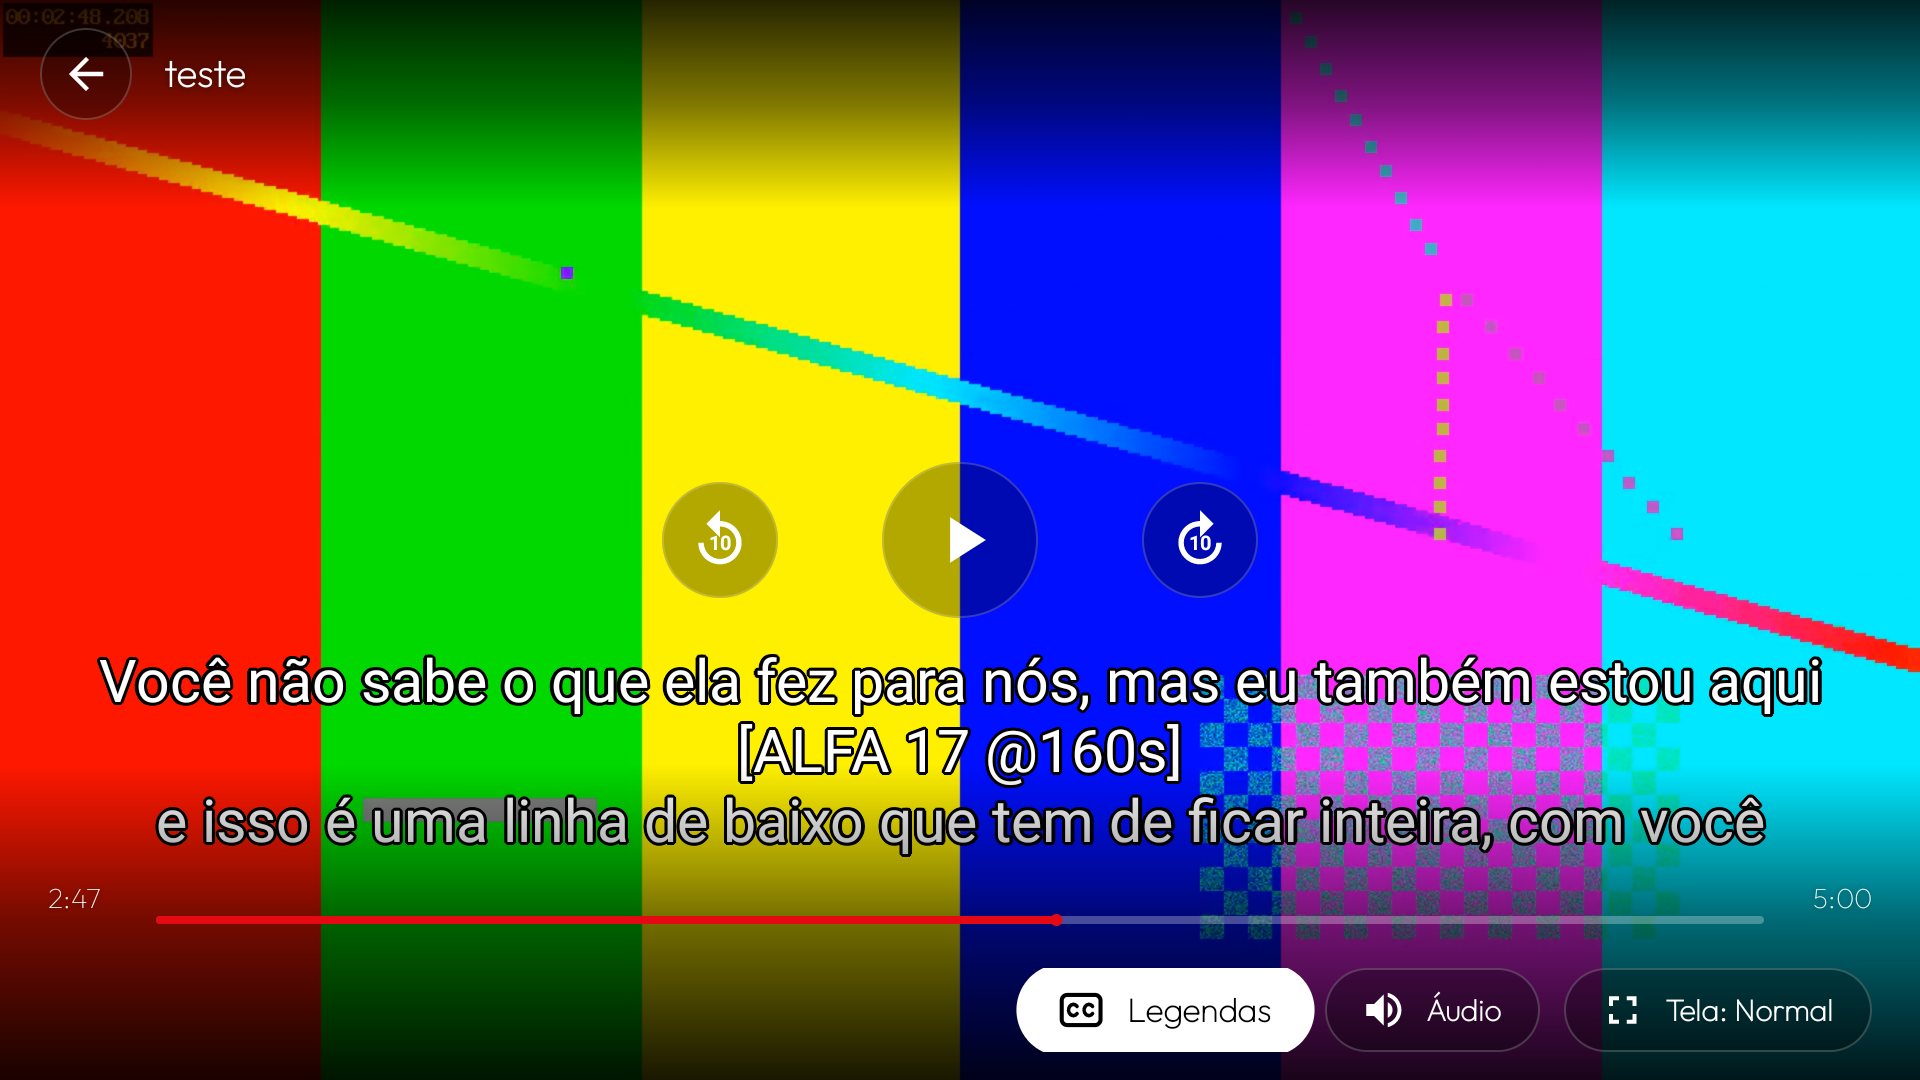 00:02:48.208
4037
teste
10
10
Você não sabe o que ela fez para nós, mas eu também estou aqui
[ALFA 17 @160s]
e isso é uma linha de baixo que tem de ficar inteira, com você
2:47
5:00
CC Legendas
Áudio
Tela: Normal